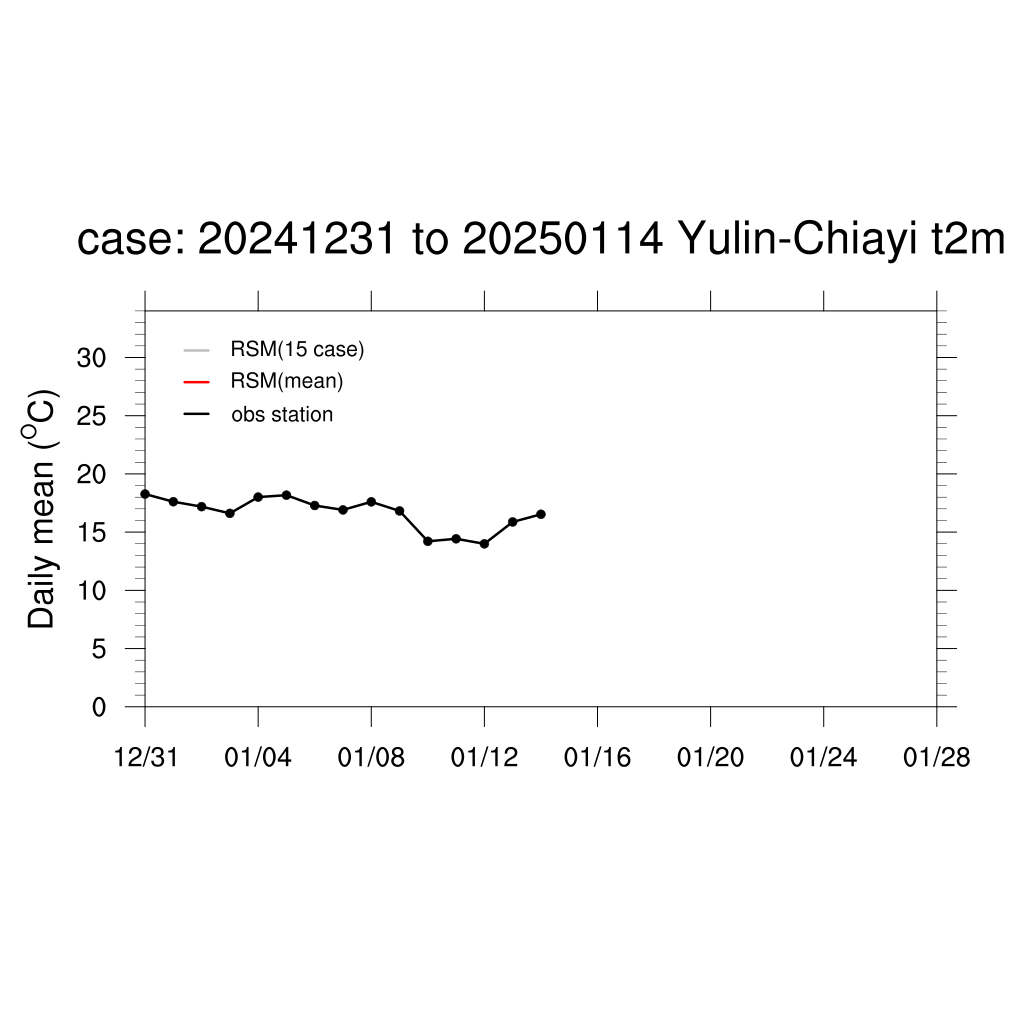 case: 20241231 to 20250114 Yulin-Chiayi t2m
RSM(15 case)
RSM(mean)
obs station
Daily mean (°C)
30
25
20
15
10
5
0
12/31 01/04 01/08 01/12 01/16 01/20 01/24 01/28